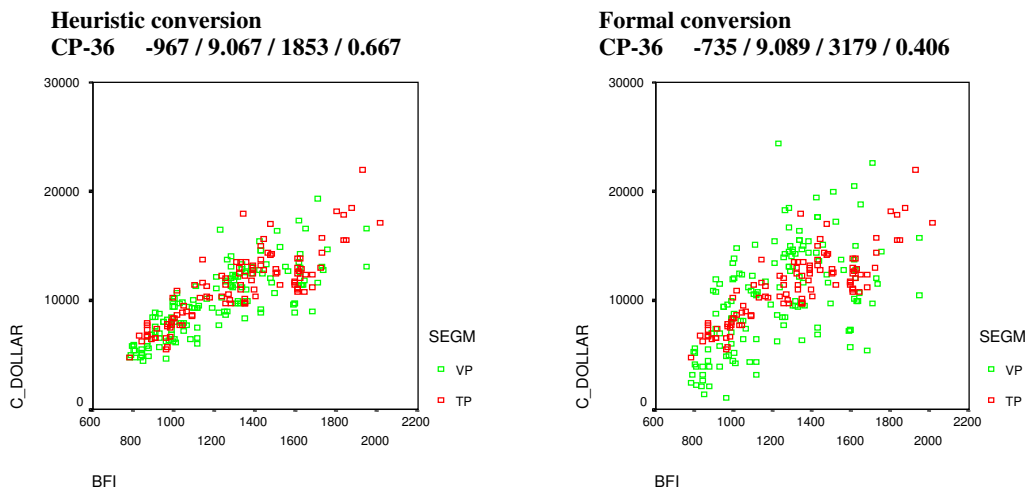 Heuristic conversion
CP-36 -967 / 9.067 / 1853 / 0.667
30000
20000
10000
0
C_DOLLAR
600
800
1000
1200
1400
1600
1800
2000
2200
BFI
SEGM
VP
TP
Formal conversion
CP-36 -735 / 9.089 / 3179 / 0.406
30000
20000
10000
0
C_DOLLAR
600
800
1000
1200
1400
1600
1800
2000
2200
BFI
SEGM
VP
TP